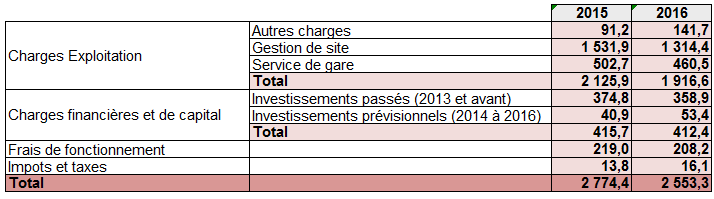 2015 2016
Autres charges 91,2 141,7
Charges Exploitation Gestion de site 1 531,9 1 314,4
Service de gare 502,7 460,5
Total 2 125,9 1 916,6
Charges financières et de capital Investissements passés (2013 et avant) 374,8 358,9
Investissements prévisionnels (2014 à 2016) 40,9 53,4
Total 415,7 412,4
Frais de fonctionnement 219,0 208,2
Impots et taxes 13,8 16,1
Total 2 774,4 2 553,3